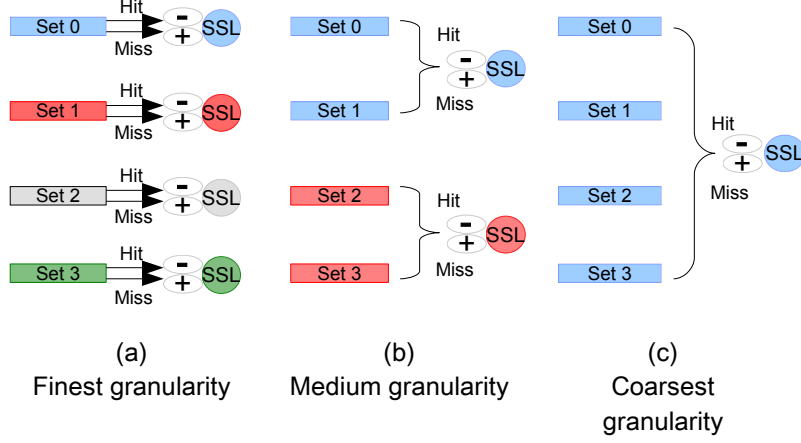 Hit
Set 0
-
+
SSL
Miss
Hit
Set 1
-
+
SSL
Miss
Hit
Set 2
-
+
SSL
Miss
Hit
Set 3
-
+
SSL
Miss
(a)
Finest granularity
Set 0
Hit
-
+
SSL
Set 1
Miss
Set 2
Hit
-
+
SSL
Set 3
Miss
(b)
Medium granularity
Set 0
Set 1
Hit
-
+
SSL
Miss
Set 2
Set 3
(c)
Coarsest
granularity